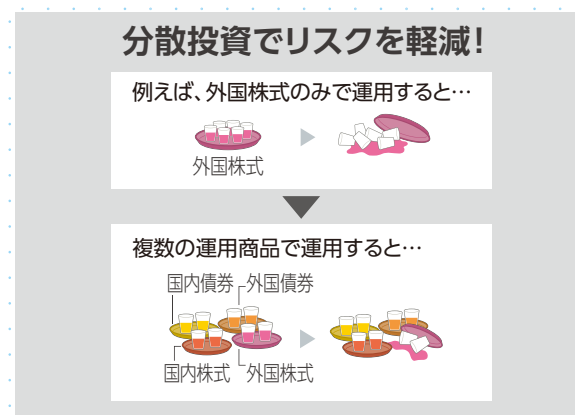 分散投資でリスクを軽減！
例えば、外国株式のみで運用すると…
外国株式
複数の運用商品で運用すると…
国内債券 外国債券
国内株式 外国株式